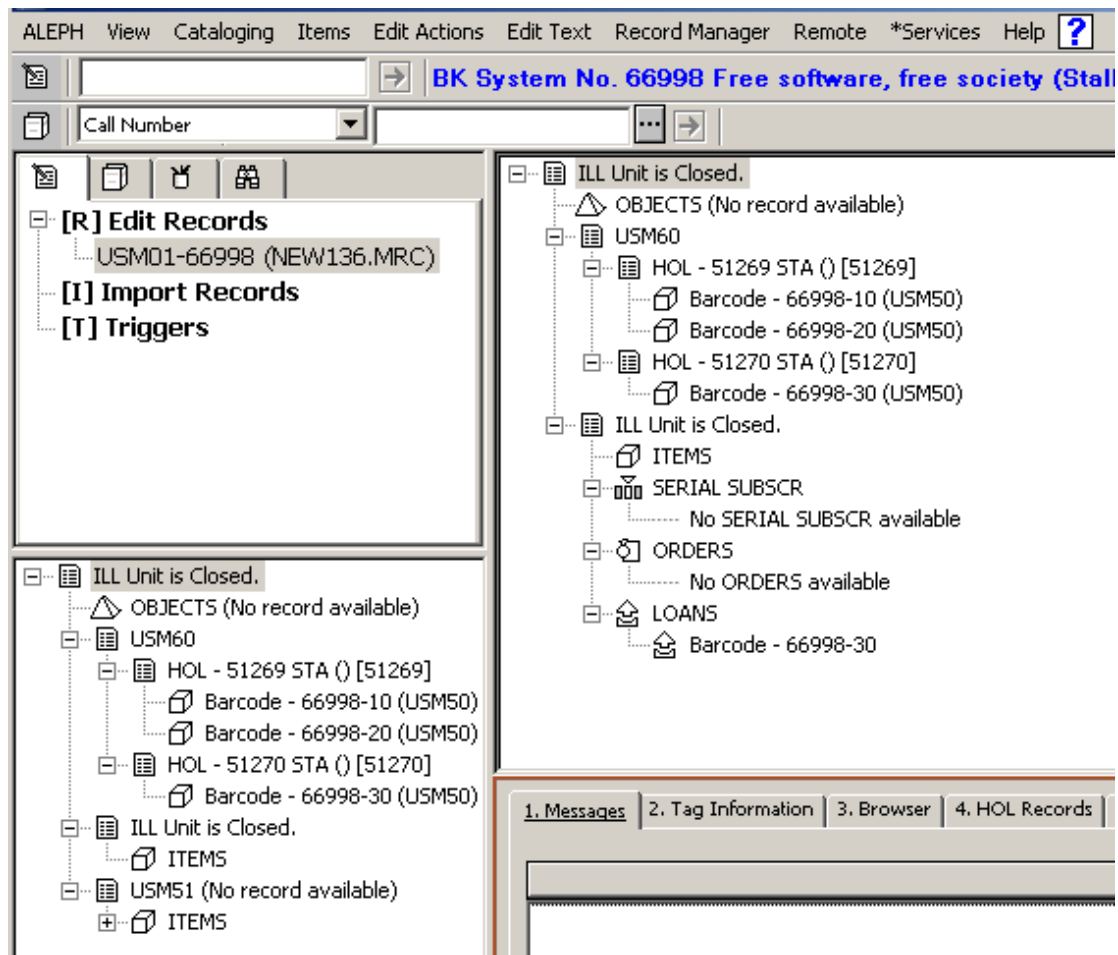 ALEPH View Cataloging Items Edit Actions Edit Text Record Manager Remote *Services Help ?
BK System No. 66998 Free software, free society (Stall
Call Number ...
[R] Edit Records
USM01-66998 (NEW136.MRC)
[I] Import Records
[T] Triggers
ILL Unit is Closed.
OBJECTS (No record available)
USM60
HOL - 51269 STA () [51269]
Barcode - 66998-10 (USM50)
Barcode - 66998-20 (USM50)
HOL - 51270 STA () [51270]
Barcode - 66998-30 (USM50)
ILL Unit is Closed.
ITEMS
USM51 (No record available)
ITEMS
ILL Unit is Closed.
OBJECTS (No record available)
USM60
HOL - 51269 STA () [51269]
Barcode - 66998-10 (USM50)
Barcode - 66998-20 (USM50)
HOL - 51270 STA () [51270]
Barcode - 66998-30 (USM50)
ILL Unit is Closed.
ITEMS
SERIAL SUBSCR
No SERIAL SUBSCR available
ORDERS
No ORDERS available
LOANS
Barcode - 66998-30
1. Messages 2. Tag Information 3. Browser 4. HOL Records